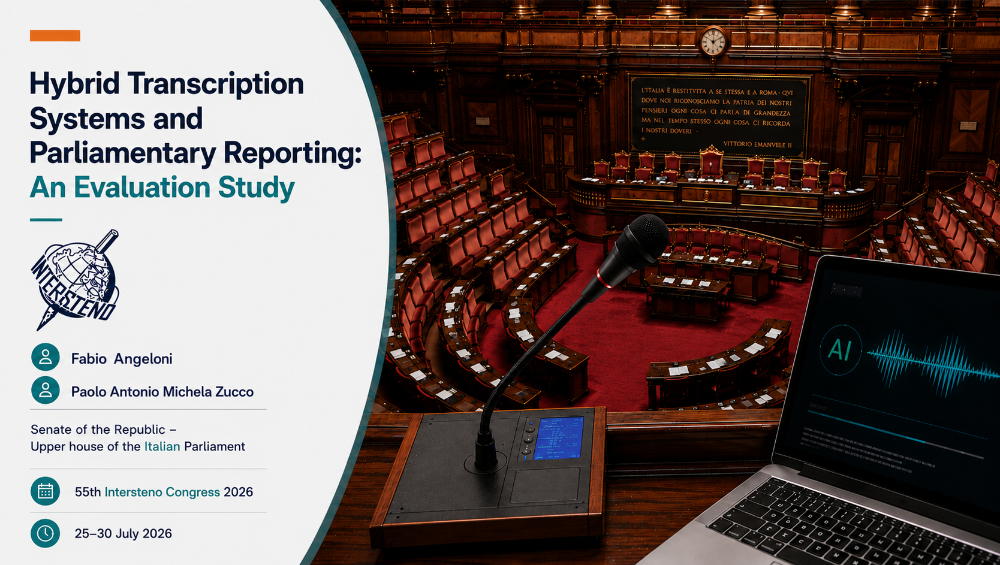 Hybrid Transcription
Systems and
Parliamentary Reporting:
An Evaluation Study
INTERSTENO
Fabio Angeloni
Paolo Antonio Michela Zucco
Senate of the Republic –
Upper house of the Italian Parliament
55th Intersteno Congress 2026
25–30 July 2026
L'ITALIA È RESTITVITA A SE STESSA E A ROMA - QVI
DOVE NOI RICONOSCIAMO LA PATRIA DEI NOSTRI
PENSIERI OGNI COSA CI PARLA DI GRANDEZZA
MA NEL TEMPO STESSO OGNI COSA CI RICORDA
I NOSTRI DOVERI ·
VITTORIO EMANVELE II
AI